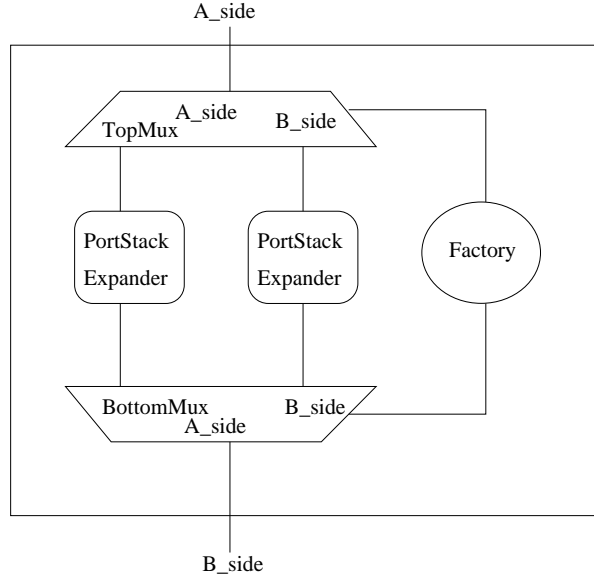 A_side
A_side
TopMux
B_side
PortStack
Expander
PortStack
Expander
Factory
BottomMux
B_side
A_side
B_side